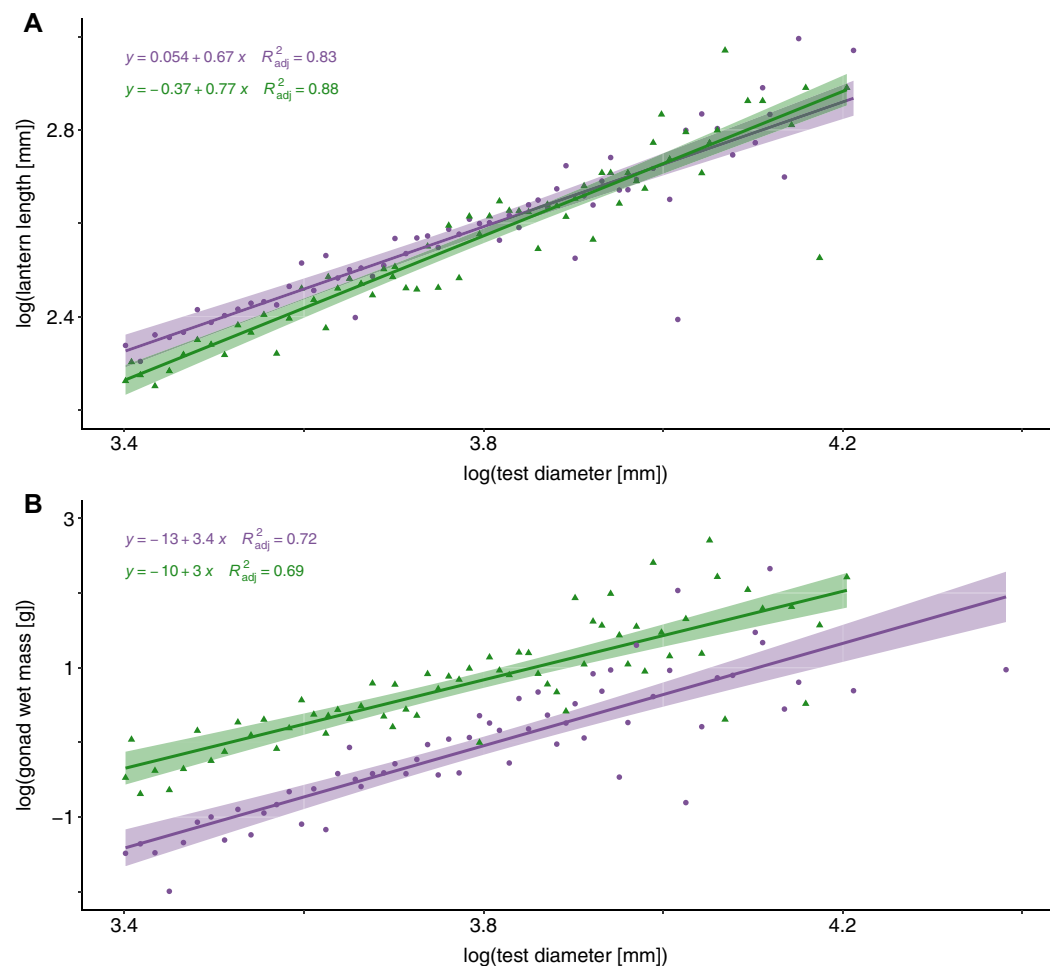 A
y = 0.054 + 0.67 x R²adj = 0.83
y = − 0.37 + 0.77 x R²adj = 0.88
log(lantern length [mm])
2.8
2.4
3.4 3.8 4.2
log(test diameter [mm])
B
y = − 13 + 3.4 x R²adj = 0.72
y = − 10 + 3 x R²adj = 0.69
log(gonad wet mass [g])
3
1
−1
3.4 3.8 4.2
log(test diameter [mm])